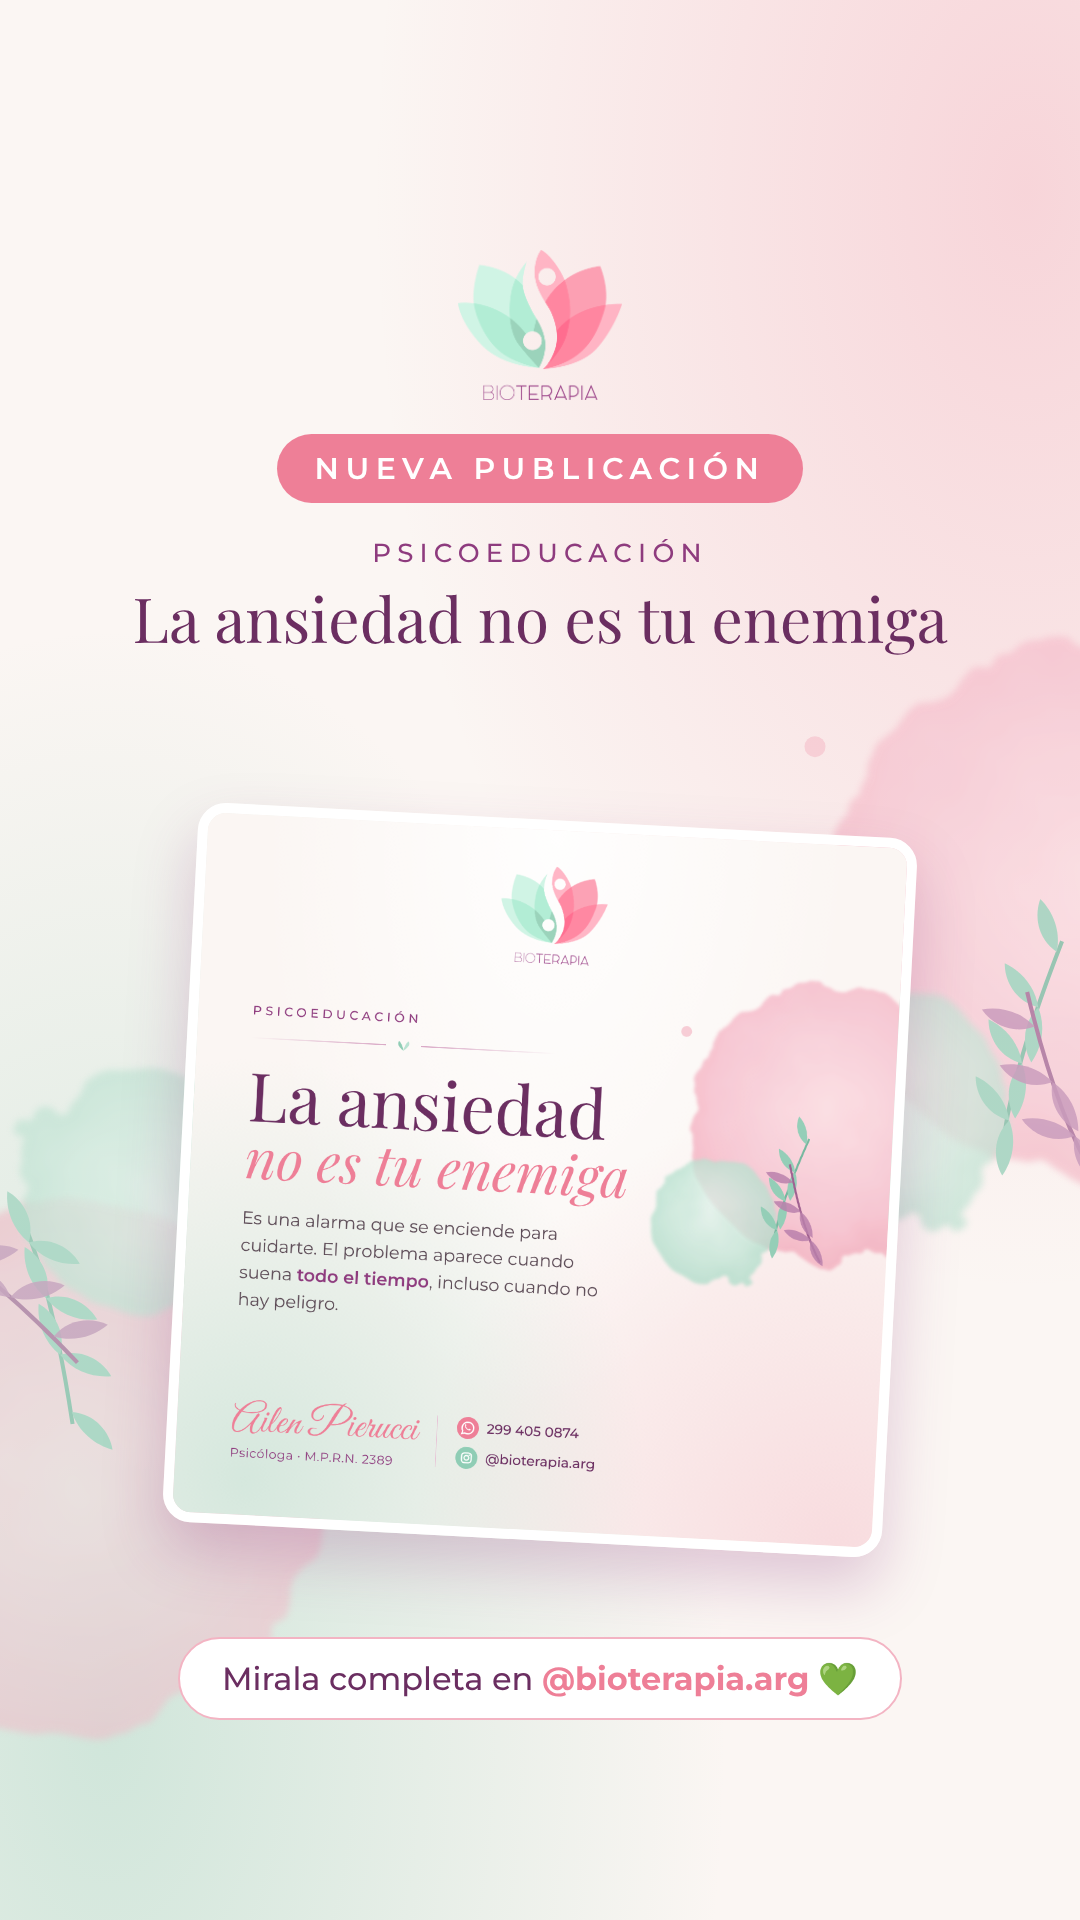 BIOTERAPIA
NUEVA PUBLICACIÓN
PSICOEDUCACIÓN
La ansiedad no es tu enemiga
BIOTERAPIA
PSICOEDUCACIÓN
La ansiedad
no es tu enemiga
Es una alarma que se enciende para
cuidarte. El problema aparece cuando
suena todo el tiempo, incluso cuando no
hay peligro.
Ailen Pierucci
Psicóloga · M.P.R.N. 2389
299 405 0874
@bioterapia.arg
Mirala completa en @bioterapia.arg 💚